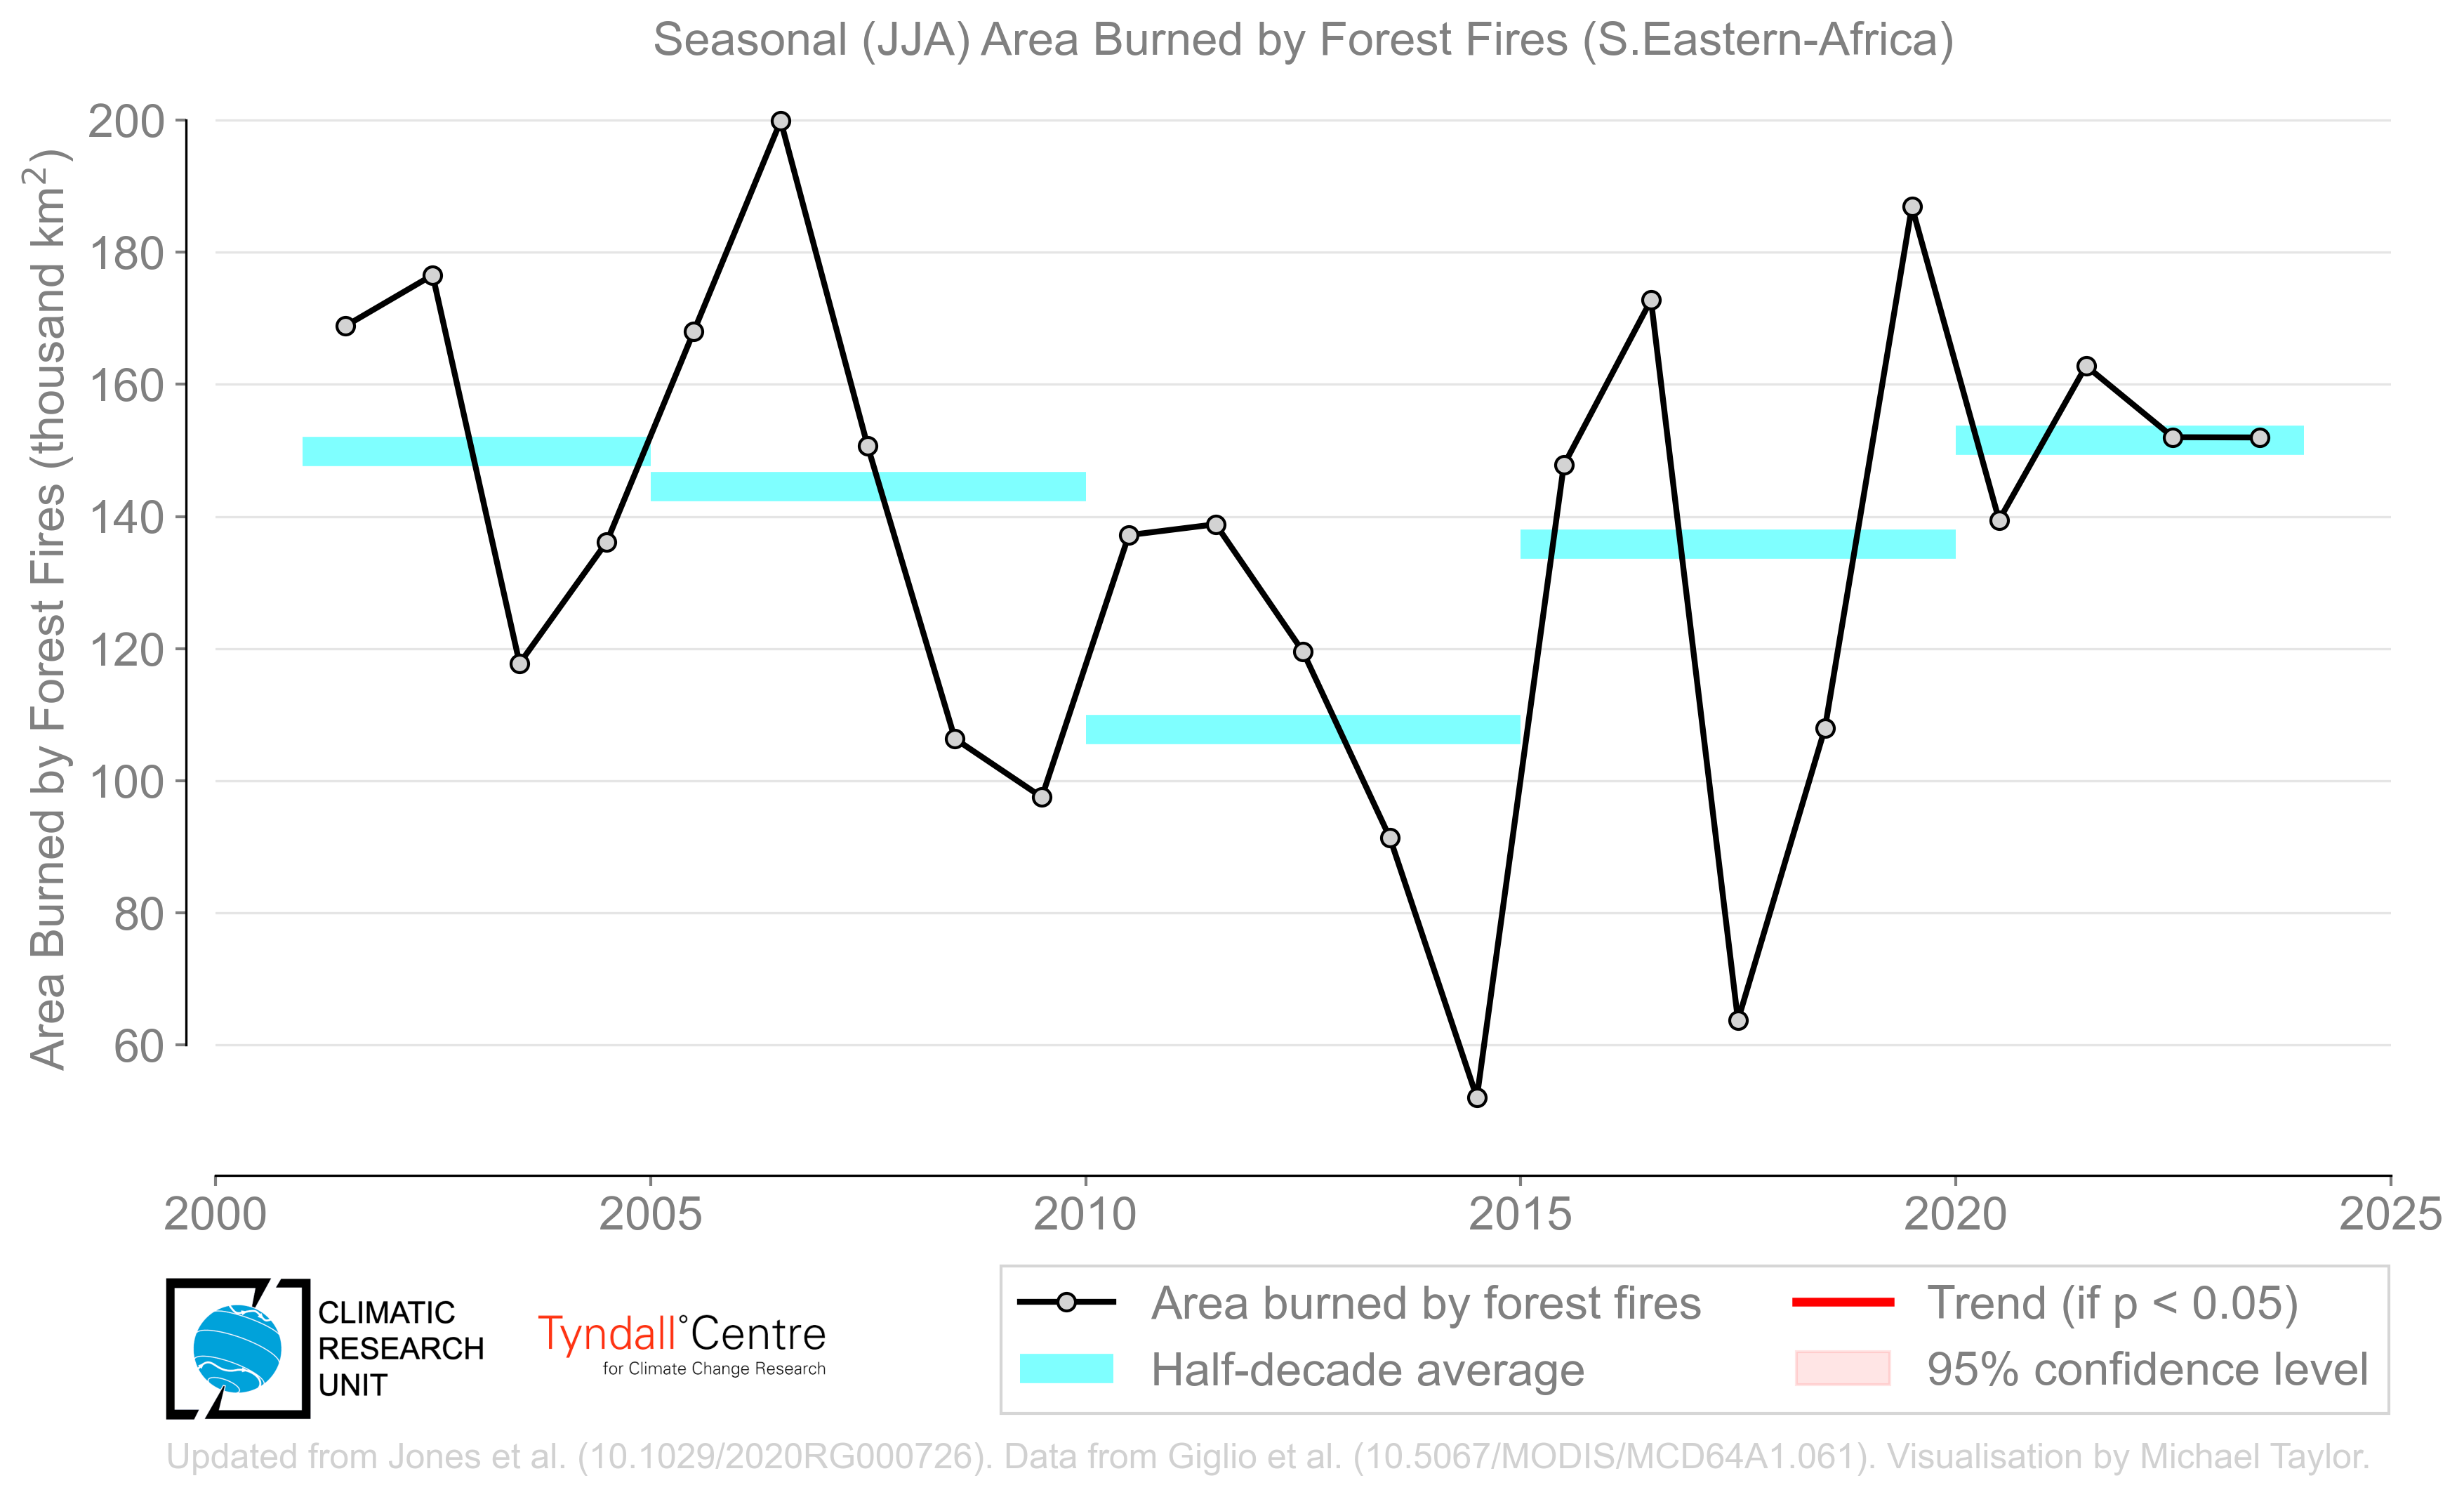 Seasonal (JJA) Area Burned by Forest Fires (S.Eastern-Africa)
Area Burned by Forest Fires (thousand km²)
200
180
160
140
120
100
80
60
2000 2005 2010 2015 2020 2025
CLIMATIC
RESEARCH
UNIT
Tyndall°Centre
for Climate Change Research
Area burned by forest fires
Half-decade average
Trend (if p < 0.05)
95% confidence level
Updated from Jones et al. (10.1029/2020RG000726). Data from Giglio et al. (10.5067/MODIS/MCD64A1.061). Visualisation by Michael Taylor.